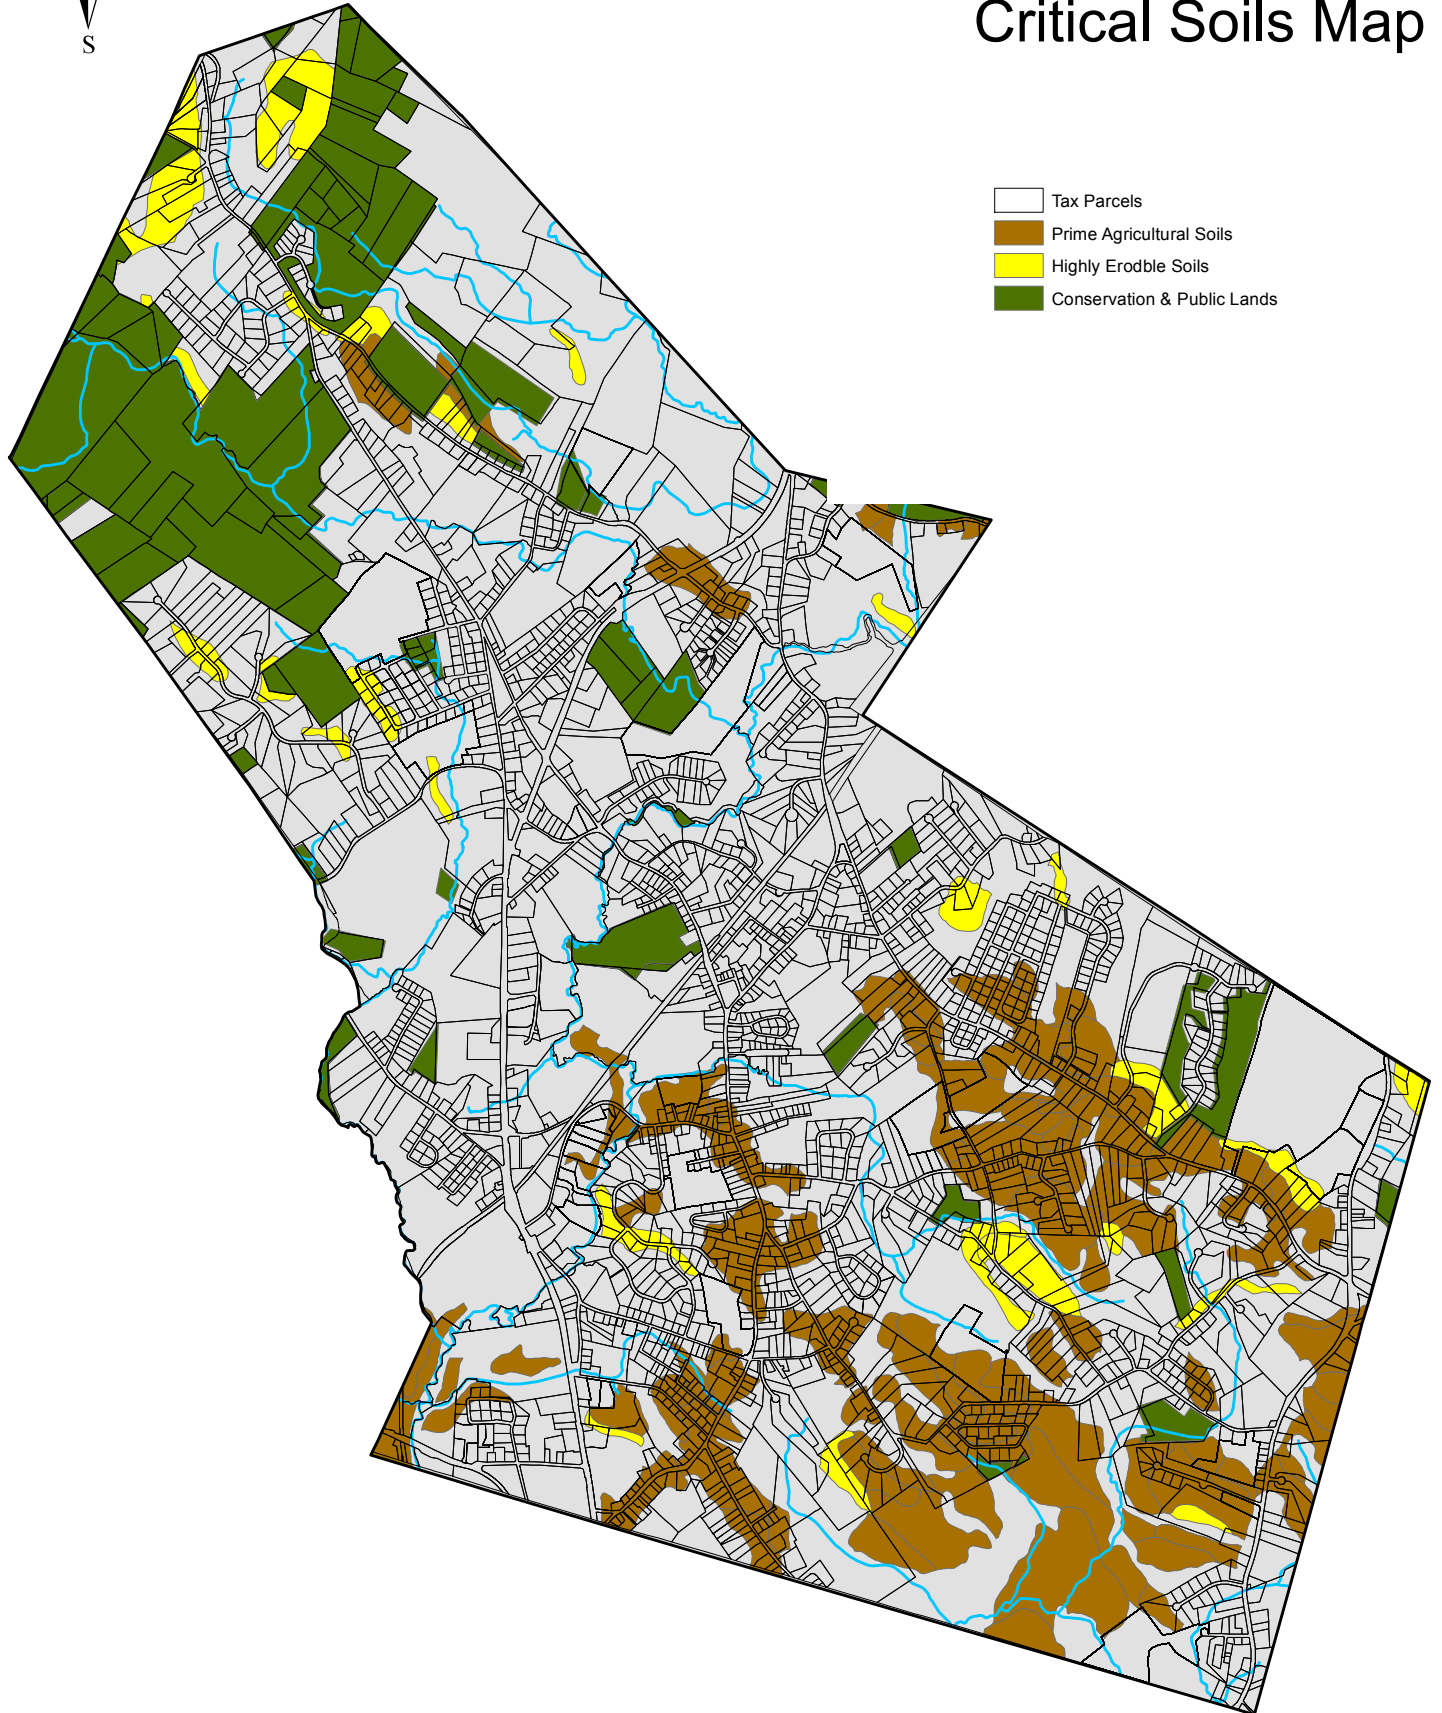 Critical Soils Map
S
Tax Parcels
Prime Agricultural Soils
Highly Erodble Soils
Conservation & Public Lands